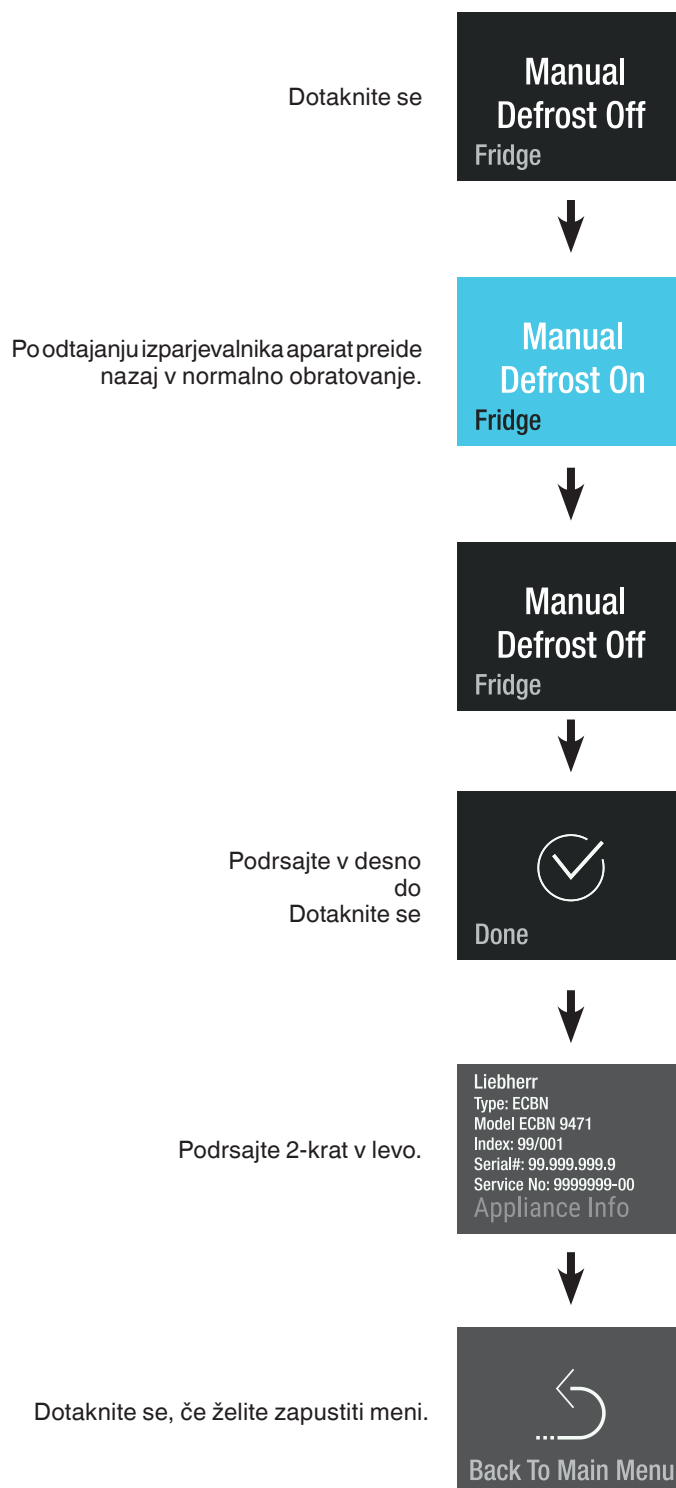 Dotaknite se
Manual
Defrost Off
Fridge
Po odtajanju izparjevalnika aparat preide
nazaj v normalno obratovanje.
Manual
Defrost On
Fridge
Manual
Defrost Off
Fridge
Podrsajte v desno
do
Dotaknite se
Done
Podrsajte 2-krat v levo.
Liebherr
Type: ECBN
Model ECBN 9471
Index: 99/001
Serial#: 99.999.999.9
Service No: 9999999-00
Appliance Info
Dotaknite se, če želite zapustiti meni.
Back To Main Menu